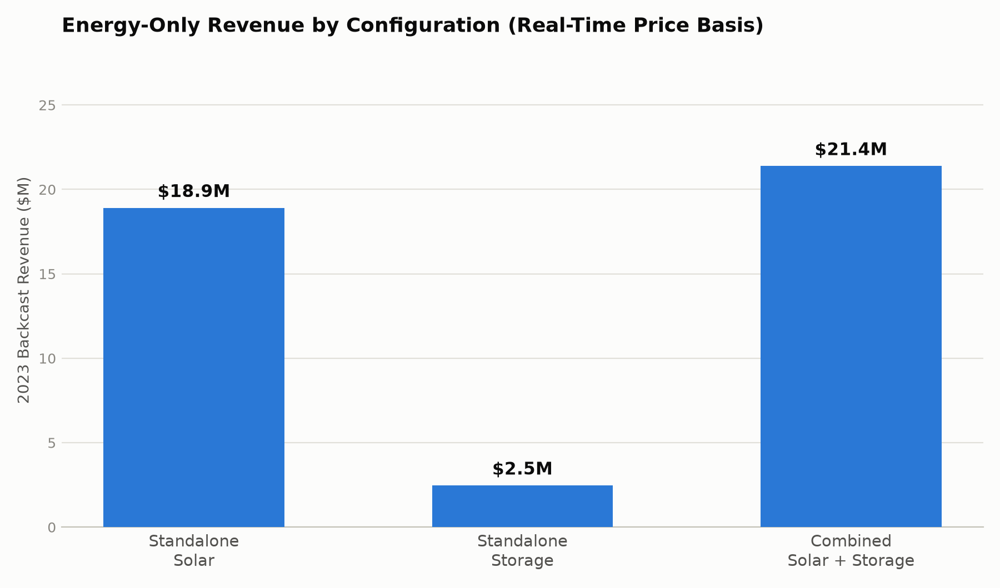 Energy-Only Revenue by Configuration (Real-Time Price Basis)
2023 Backcast Revenue ($M)
25
20
15
10
5
0
$18.9M
$2.5M
$21.4M
Standalone
Solar
Standalone
Storage
Combined
Solar + Storage